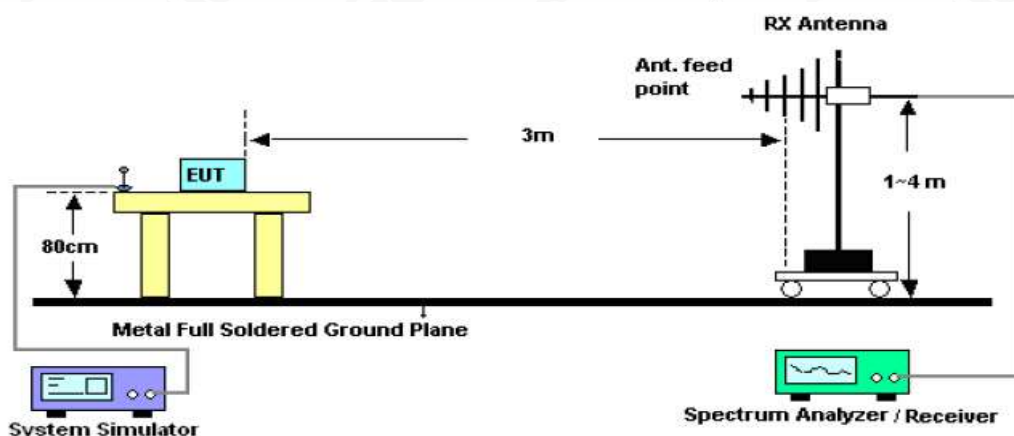 RX Antenna
Ant. feed
point
3m
EUT
1~4 m
80cm
Metal Full Soldered Ground Plane
System Simulator
Spectrum Analyzer / Receiver